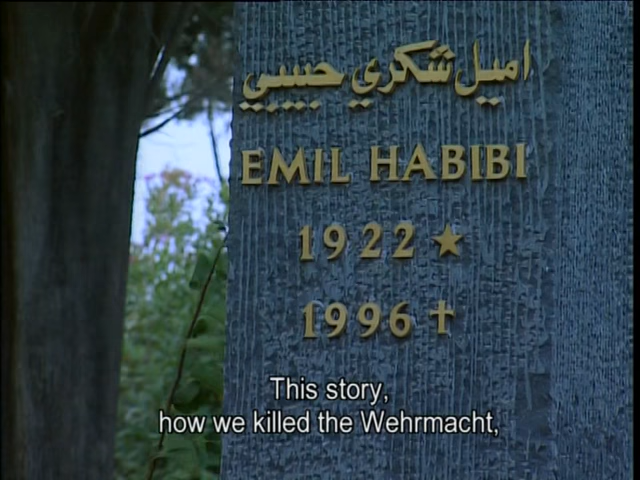 اميل شكري حبيبي
EMIL HABIBI
1922 ★
1996 ✝
This story,
how we killed the Wehrmacht,